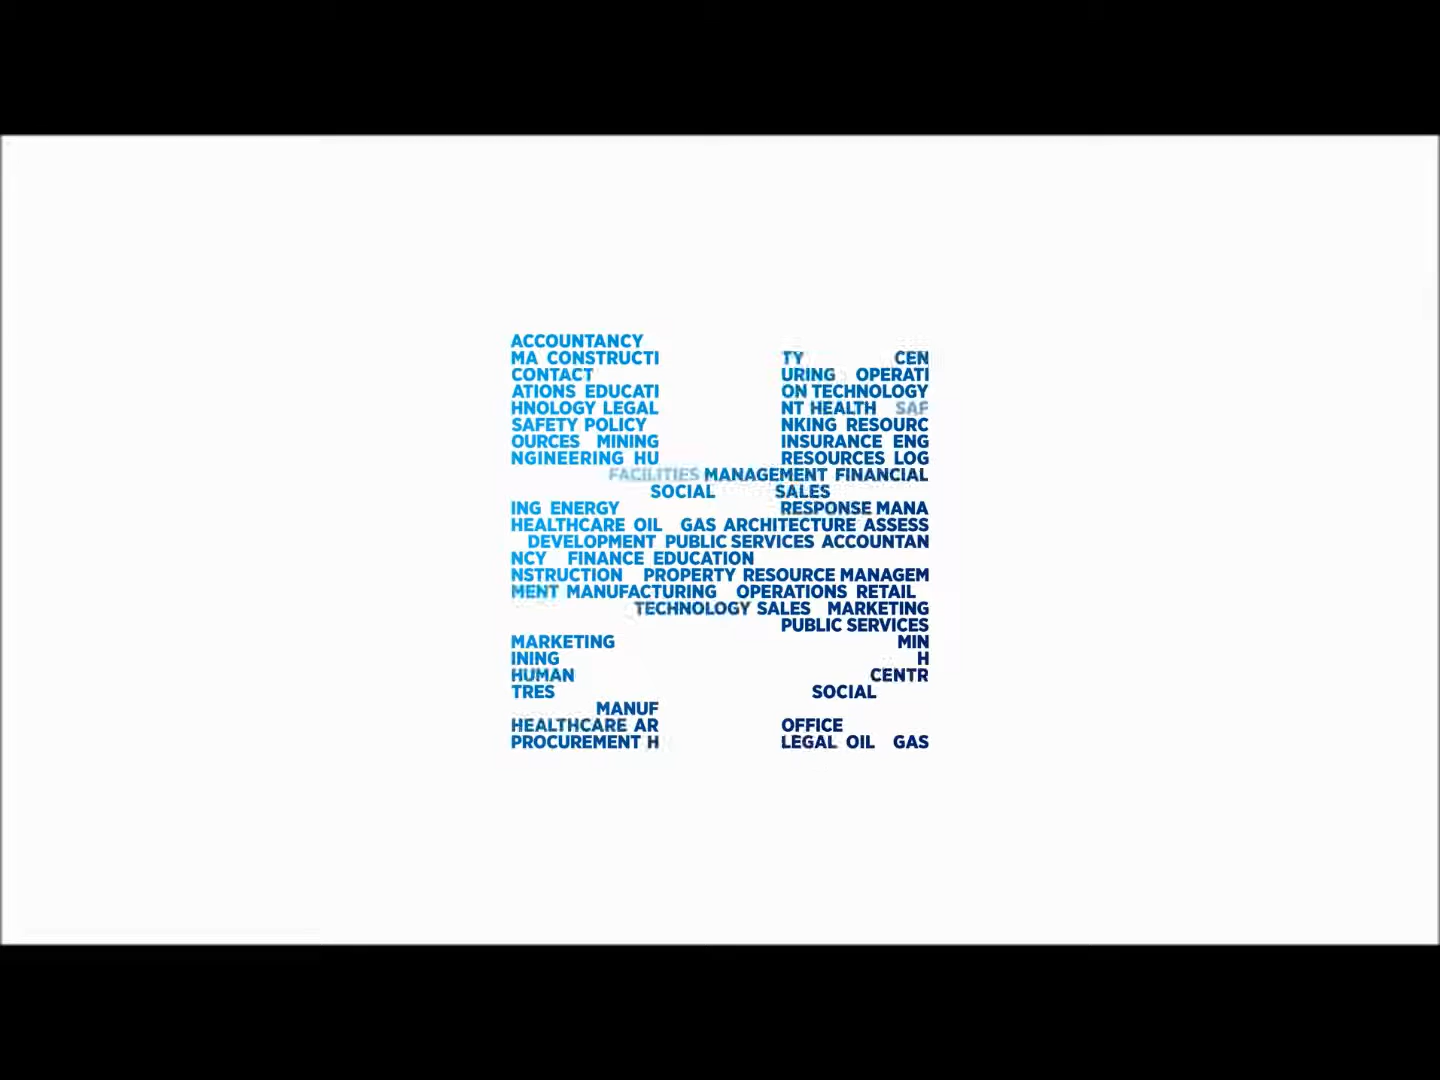 ACCOUNTANCY
MA CONSTRUCTI TY CEN
CONTACT URING OPERATI
ATIONS EDUCATI ON TECHNOLOGY
HNOLOGY LEGAL NT HEALTH SAF
SAFETY POLICY NKING RESOURC
OURCES MINING INSURANCE ENG
NGINEERING HU RESOURCES LOG
FACILITIES MANAGEMENT FINANCIAL
SOCIAL SALES
ING ENERGY RESPONSE MANA
HEALTHCARE OIL GAS ARCHITECTURE ASSESS
DEVELOPMENT PUBLIC SERVICES ACCOUNTAN
NCY FINANCE EDUCATION
NSTRUCTION PROPERTY RESOURCE MANAGEM
MENT MANUFACTURING OPERATIONS RETAIL
TECHNOLOGY SALES MARKETING
PUBLIC SERVICES
MARKETING MIN
INING H
HUMAN CENTR
TRES SOCIAL
MANUF
HEALTHCARE AR OFFICE
PROCUREMENT H LEGAL OIL GAS